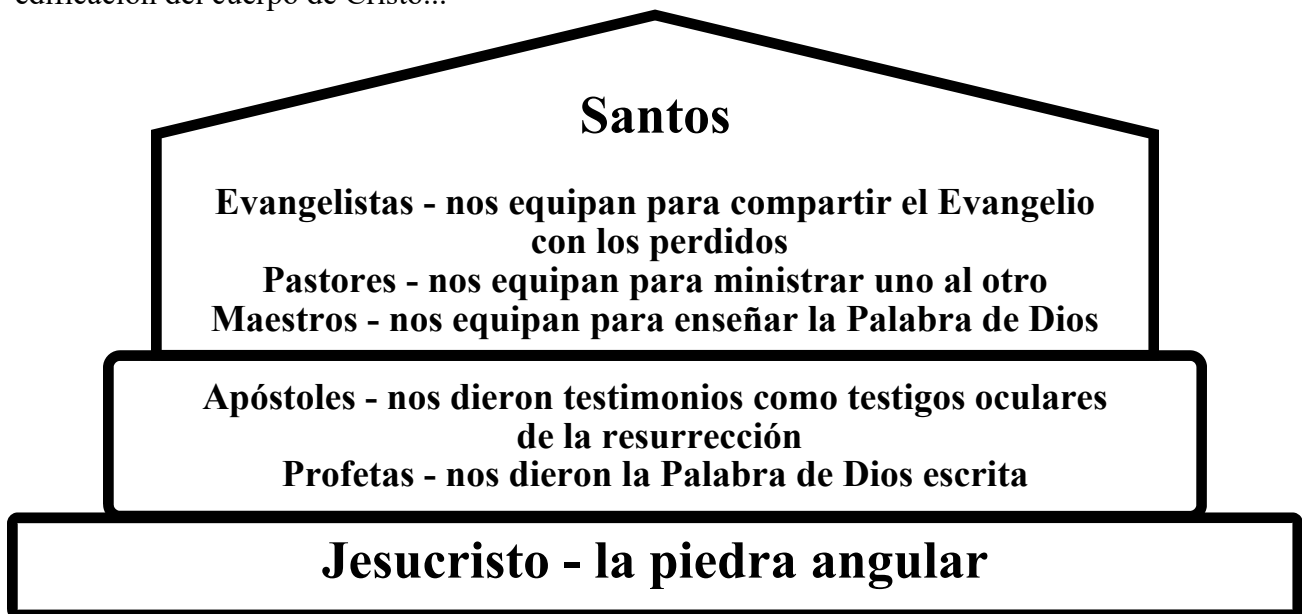 edificación del cuerpo de Cristo...
Santos
Evangelistas - nos equipan para compartir el Evangelio
con los perdidos
Pastores - nos equipan para ministrar uno al otro
Maestros - nos equipan para enseñar la Palabra de Dios
Apóstoles - nos dieron testimonios como testigos oculares
de la resurrección
Profetas - nos dieron la Palabra de Dios escrita
Jesucristo - la piedra angular